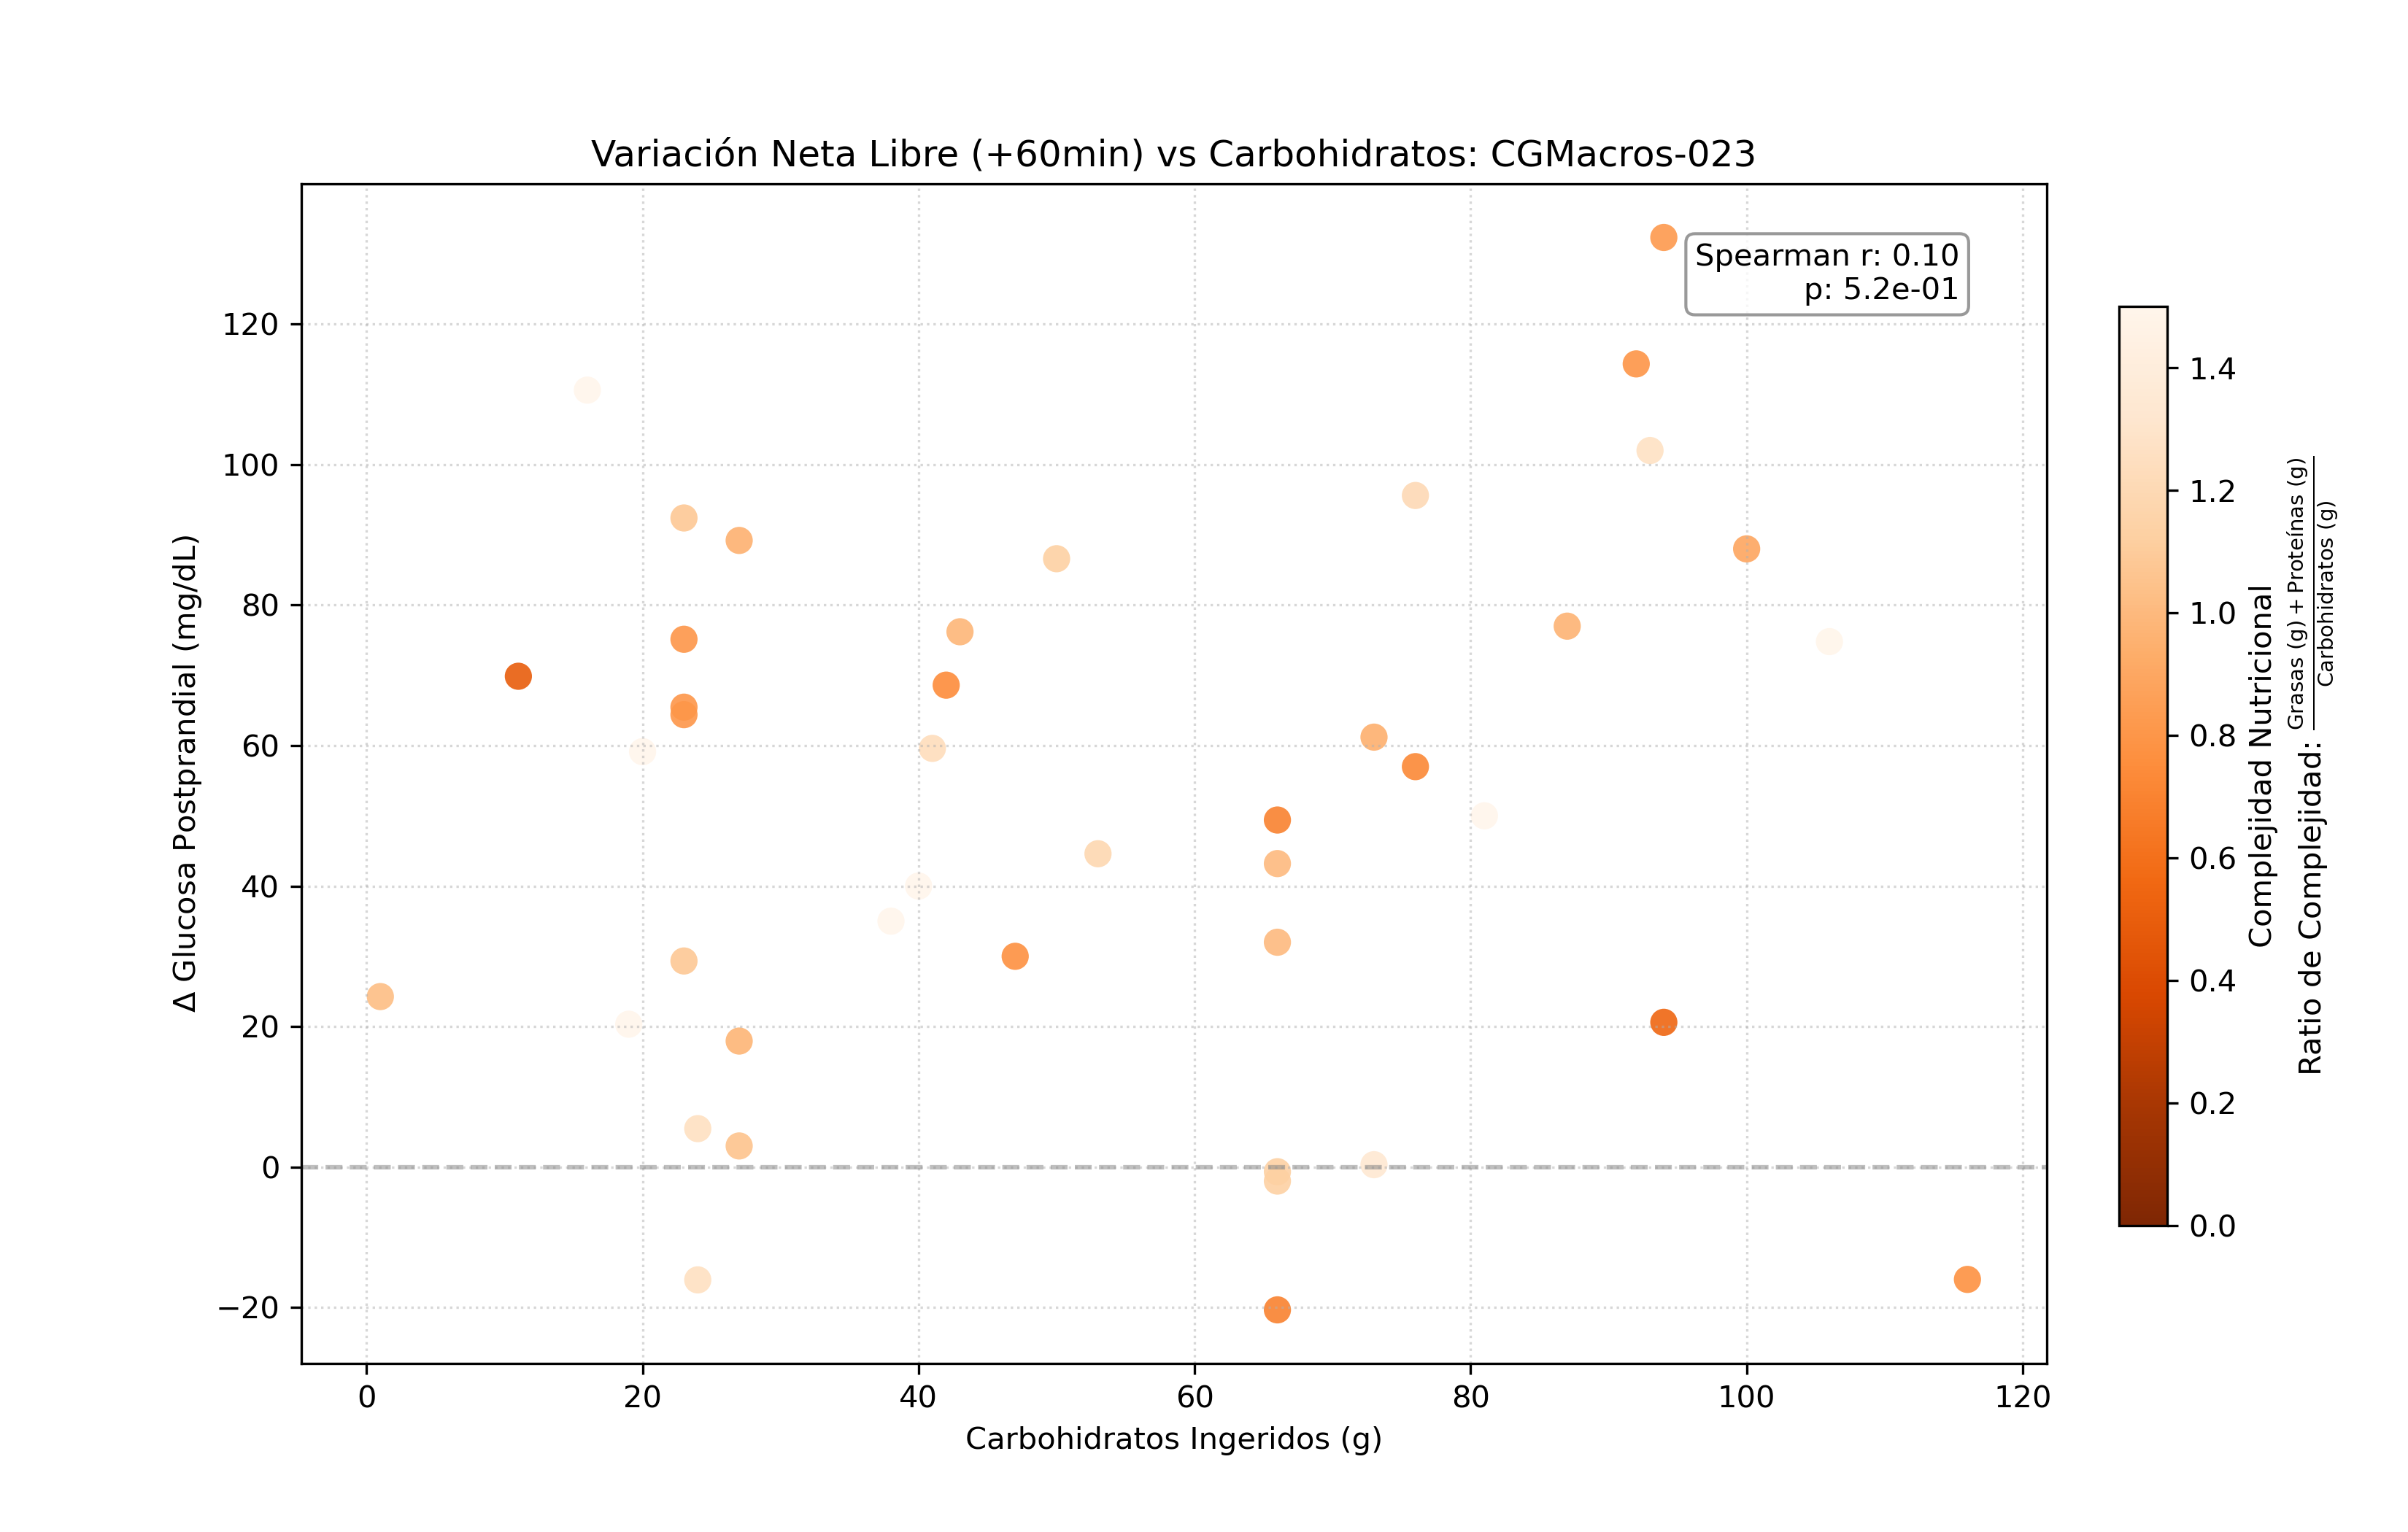 Variación Neta Libre (+60min) vs Carbohidratos: CGMacros-023
Spearman r: 0.10
p: 5.2e-01
Δ Glucosa Postprandial (mg/dL)
120
100
80
60
40
20
0
−20
0
20
40
60
80
100
120
Carbohidratos Ingeridos (g)
1.4
1.2
1.0
0.8
0.6
0.4
0.2
0.0
Complejidad Nutricional
Ratio de Complejidad: Grasas (g) + Proteínas (g)
Carbohidratos (g)